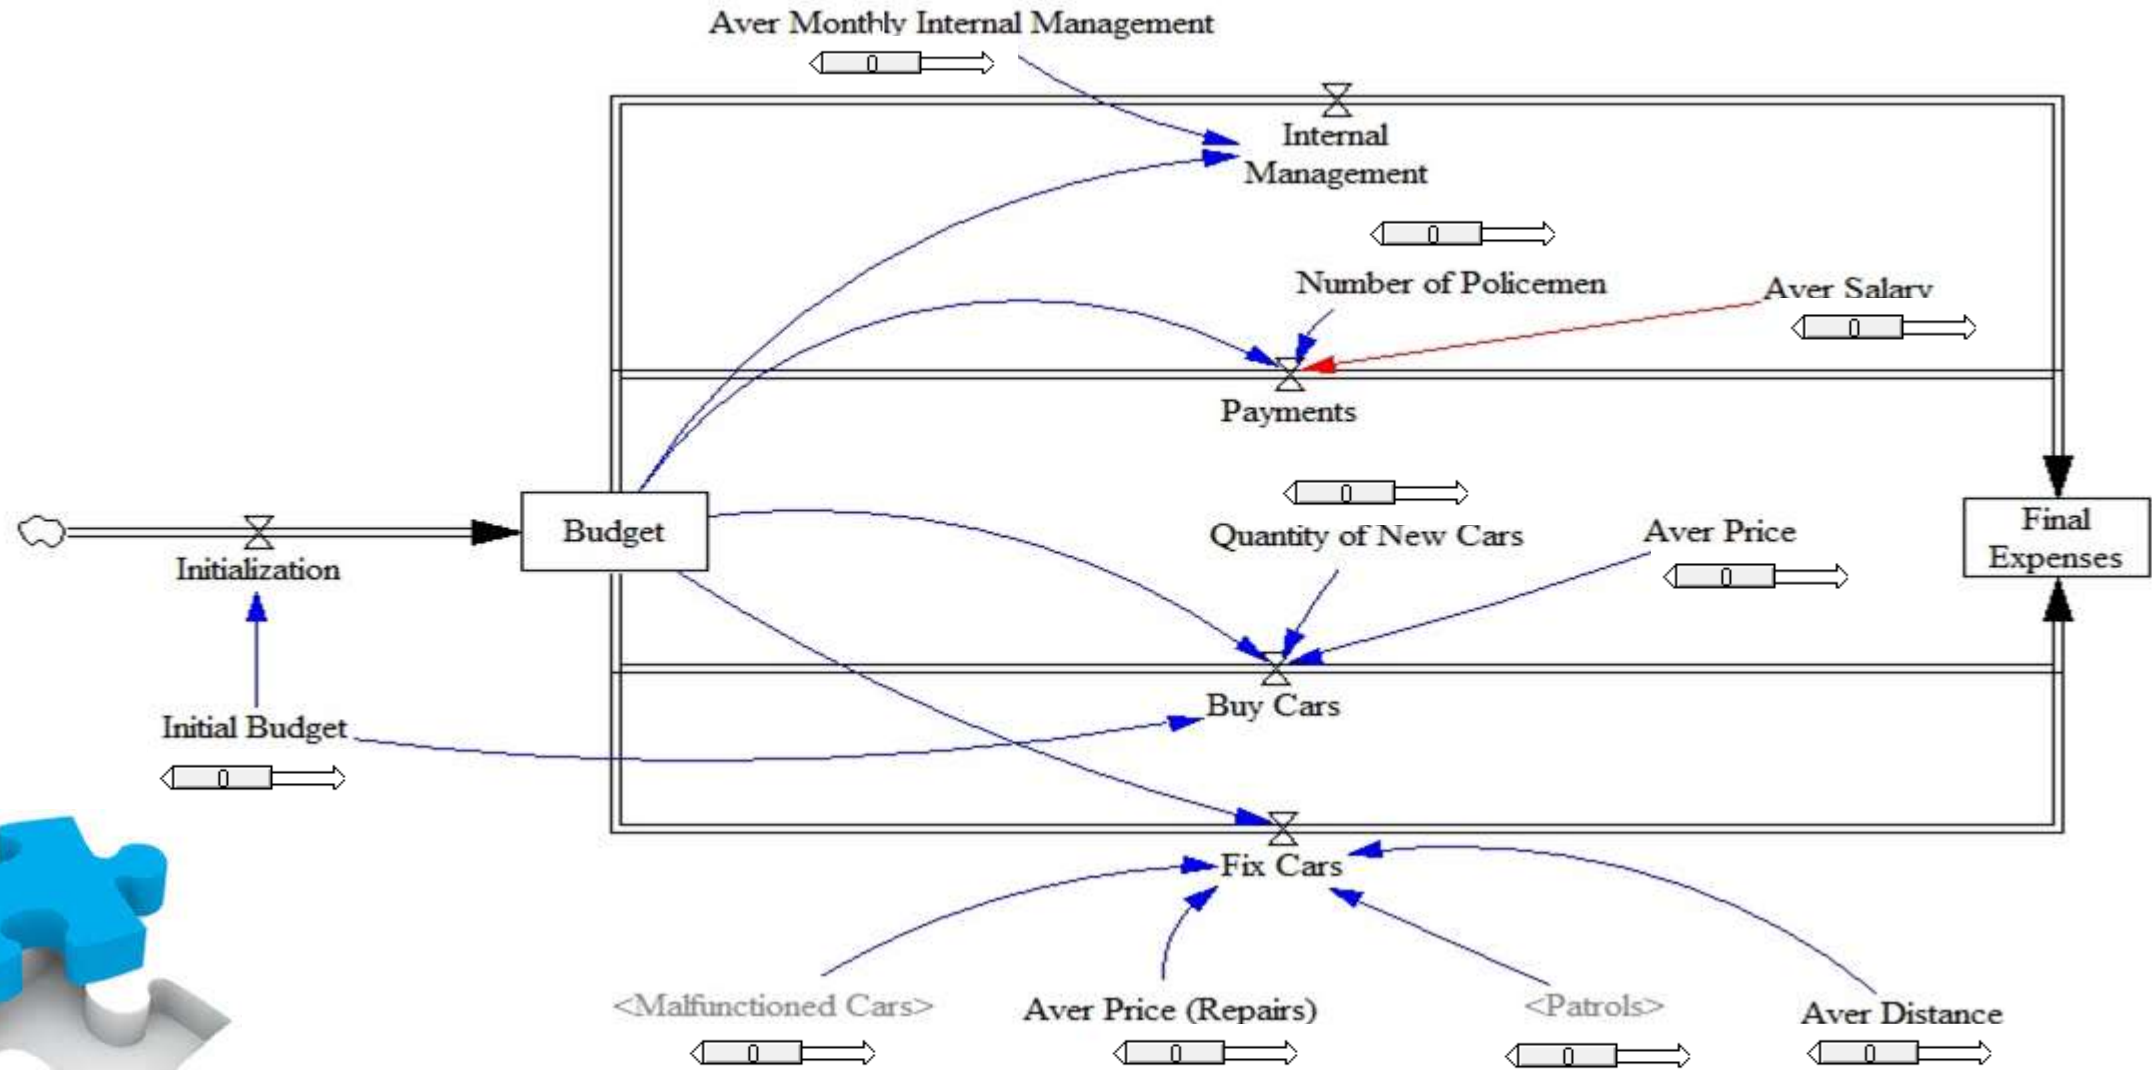 Aver Monthly Internal Management
0
Internal
Management
0
Number of Policemen
Aver Salary
0
Payments
0
Quantity of New Cars
Aver Price
0
Budget
Final
Expenses
Initialization
Initial Budget
0
Buy Cars
Fix Cars
<Malfunctioned Cars>
Aver Price (Repairs)
<Patrols>
Aver Distance
0
0
0
0